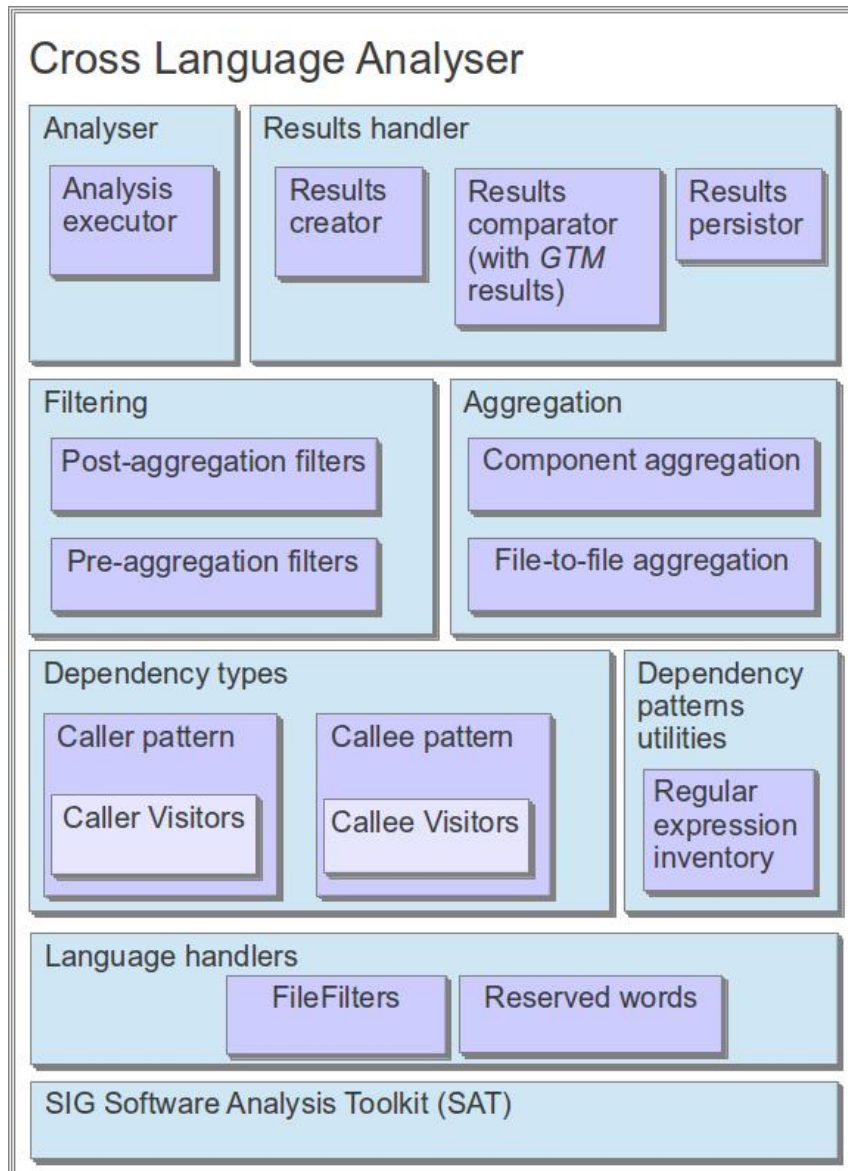 Cross Language Analyser
Analyser
Analysis
executor
Results handler
Results
creator
Results
comparator
(with GTM
results)
Results
persistor
Filtering
Post-aggregation filters
Pre-aggregation filters
Aggregation
Component aggregation
File-to-file aggregation
Dependency types
Caller pattern
Caller Visitors
Callee pattern
Callee Visitors
Dependency
patterns
utilities
Regular
expression
inventory
Language handlers
FileFilters
Reserved words
SIG Software Analysis Toolkit (SAT)